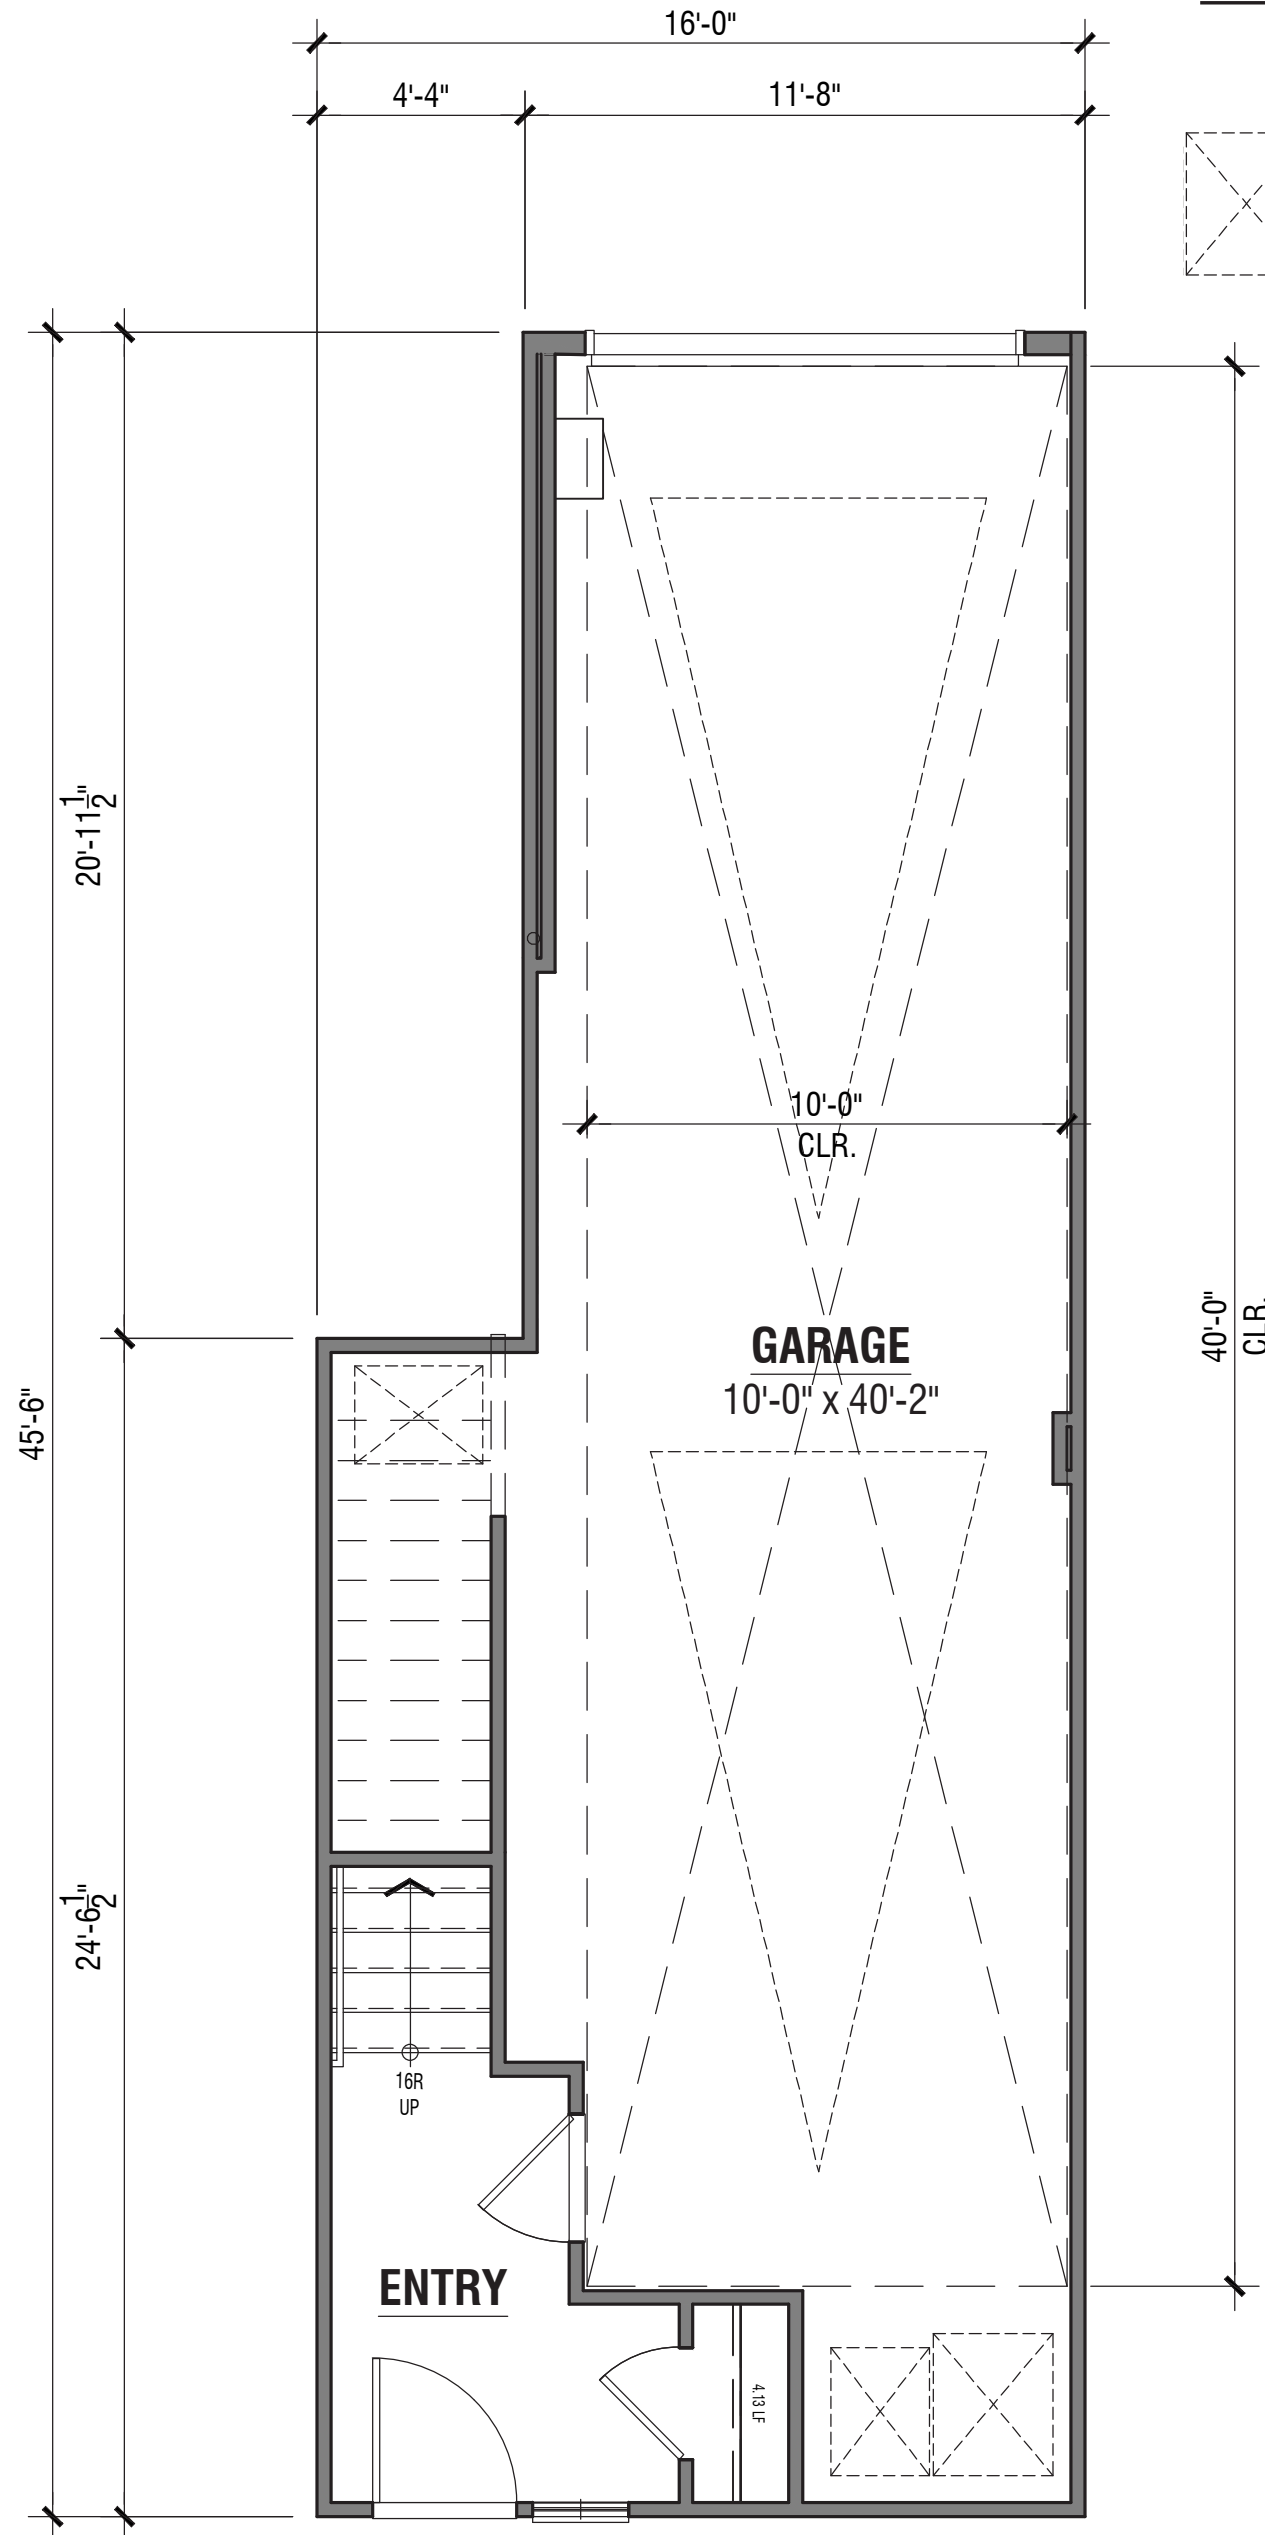 16'-0"
4'-4"
11'-8"
20'-11 1/2"
10'-0"
CLR.
40'-0"
CLR.
GARAGE
10'-0" x 40'-2"
45'-6"
24'-6 1/2"
16R
UP
ENTRY
4.13 LF